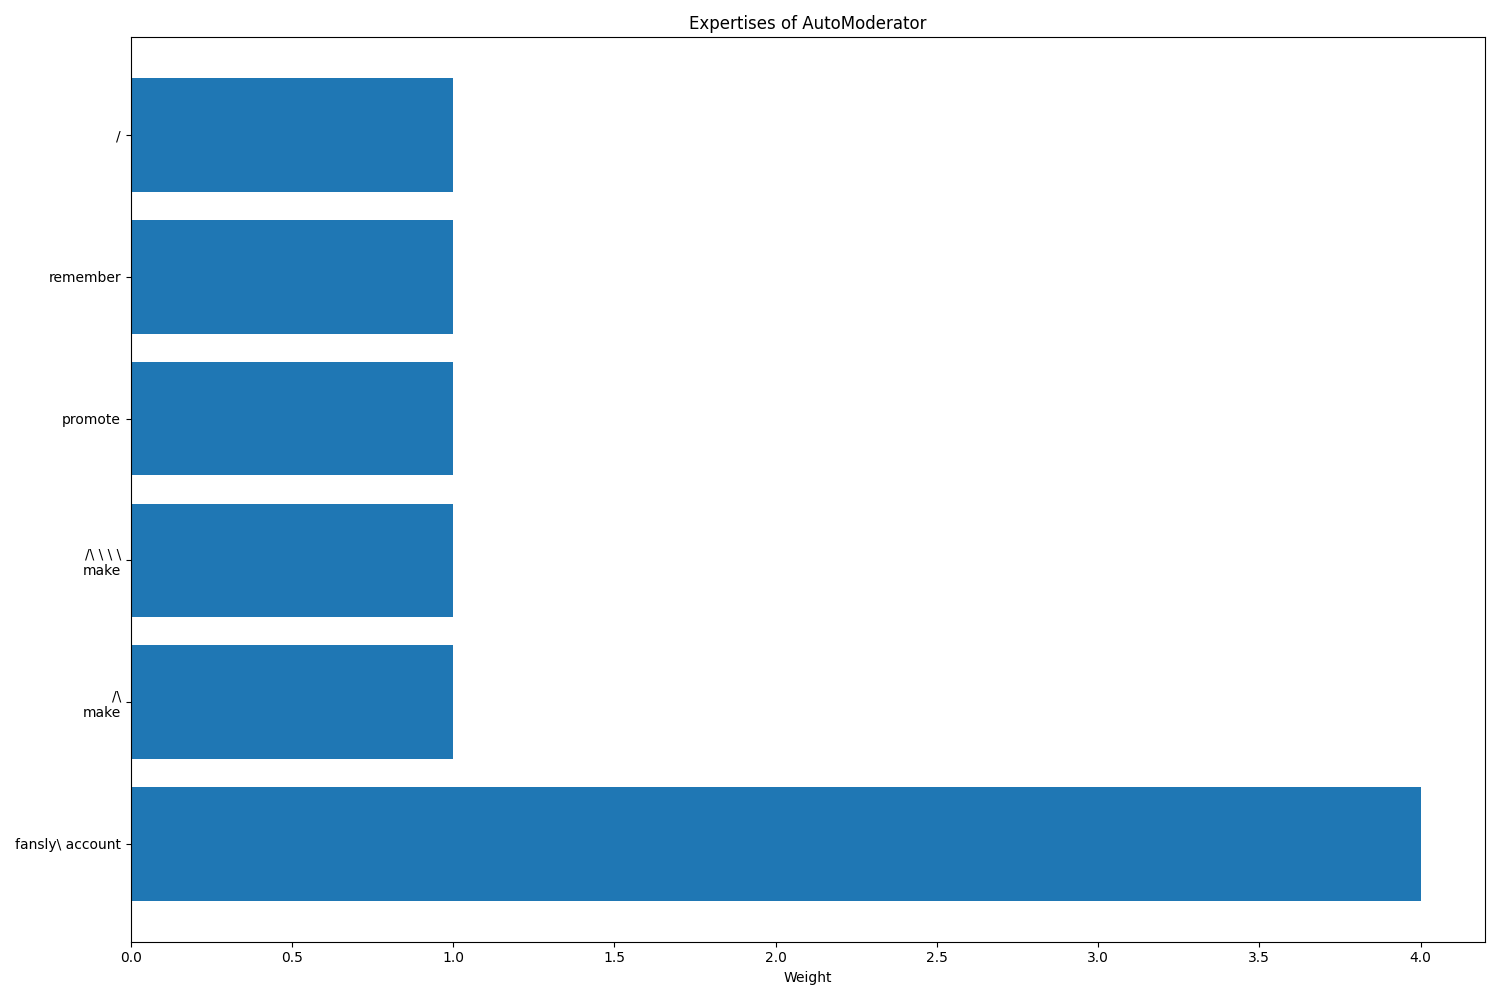 Expertises of AutoModerator
/
remember
promote
/\ \ \ \
make
/\
make
fansly\ account
0.0 0.5 1.0 1.5 2.0 2.5 3.0 3.5 4.0
Weight